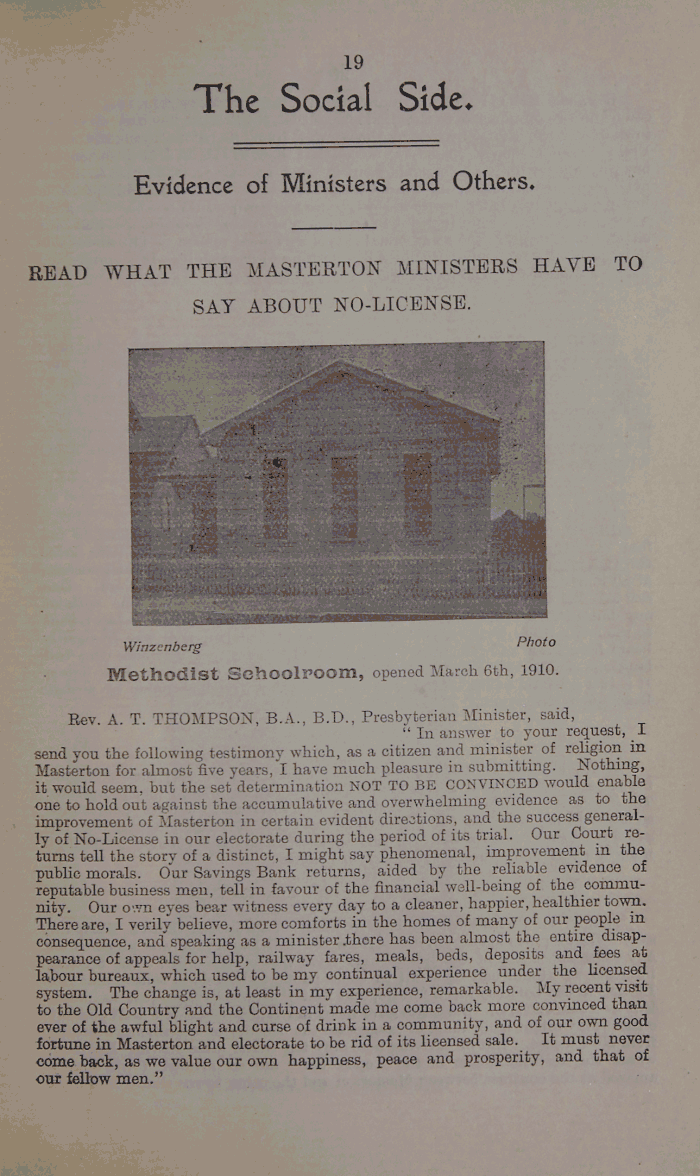 19
The Social Side.
Evidence of Ministers and Others.
READ WHAT THE MASTERTON MINISTERS HAVE TO
SAY ABOUT NO-LICENSE.
Winzenberg Photo
Methodist Schoolroom, opened March 6th, 1910.
Rev. A. T. THOMPSON, B.A., B.D., Presbyterian Minister, said,
“ In answer to your request, I
send you the following testimony which, as a citizen and minister of religion in
Masterton for almost five years, I have much pleasure in submitting. Nothing,
it would seem, but the set determination NOT TO BE CONVINCED would enable
one to hold out against the accumulative and overwhelming evidence as to the
improvement of Masterton in certain evident directions, and the success general-
ly of No-License in our electorate during the period of its trial. Our Court re-
turns tell the story of a distinct, I might say phenomenal, improvement in the
public morals. Our Savings Bank returns, aided by the reliable evidence of
reputable business men, tell in favour of the financial well-being of the commu-
nity. Our own eyes bear witness every day to a cleaner, happier, healthier town.
There are, I verily believe, more comforts in the homes of many of our people in
consequence, and speaking as a minister there has been almost the entire disap-
pearance of appeals for help, railway fares, meals, beds, deposits and fees at
labour bureaux, which used to be my continual experience under the licensed
system. The change is, at least in my experience, remarkable. My recent visit
to the Old Country and the Continent made me come back more convinced than
ever of the awful blight and curse of drink in a community, and of our own good
fortune in Masterton and electorate to be rid of its licensed sale. It must never
come back, as we value our own happiness, peace and prosperity, and that of
our fellow men.”